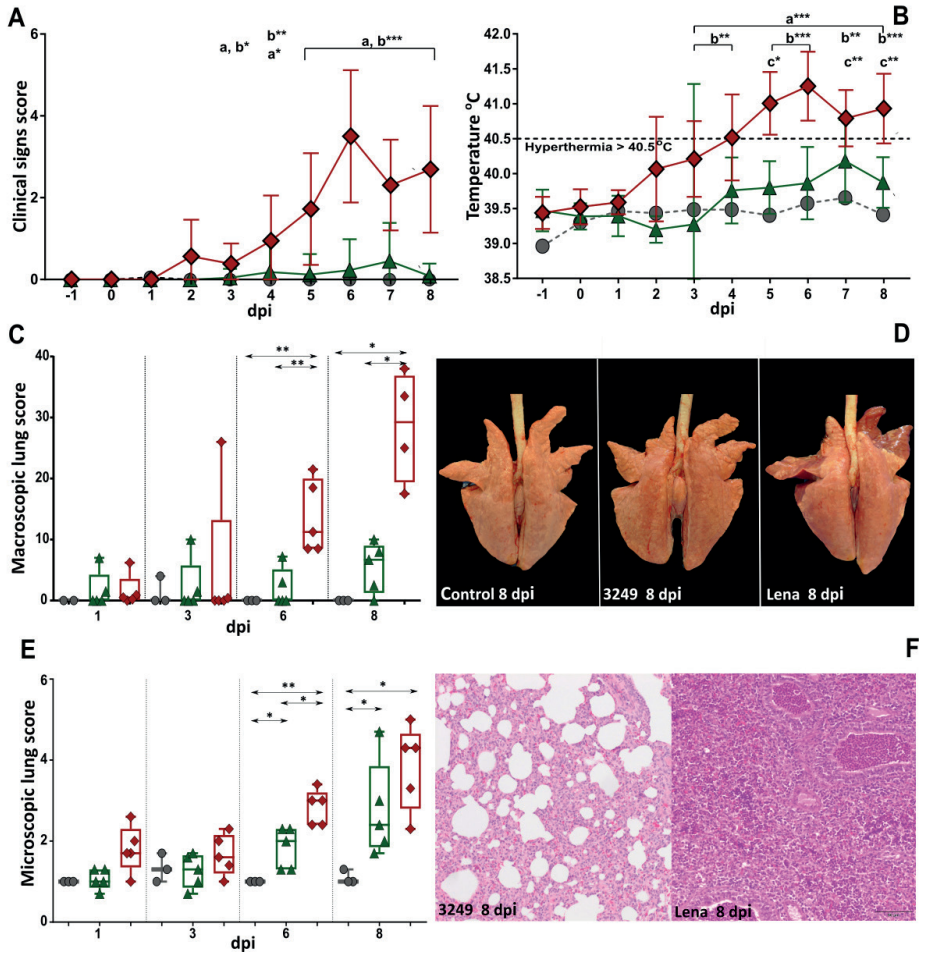 A
6
4
2
0
Clinical signs score
a, b*
b**
a*
a, b***
-1 0 1 2 3 4 5 6 7 8
dpi
B
42.0
41.5
41.0
40.5
40.0
39.5
39.0
38.5
Temperature °C
a***
b**
b***
b**
b***
c*
c**
c**
Hyperthermia > 40.5 °C
-1 0 1 2 3 4 5 6 7 8
dpi
C
40
30
20
10
0
Macroscopic lung score
** *
** *
1 3 6 8
dpi
D
Control 8 dpi
3249 8 dpi
Lena 8 dpi
E
6
4
2
0
Microscopic lung score
** *
* * *
1 3 6 8
dpi
F
3249 8 dpi
Lena 8 dpi